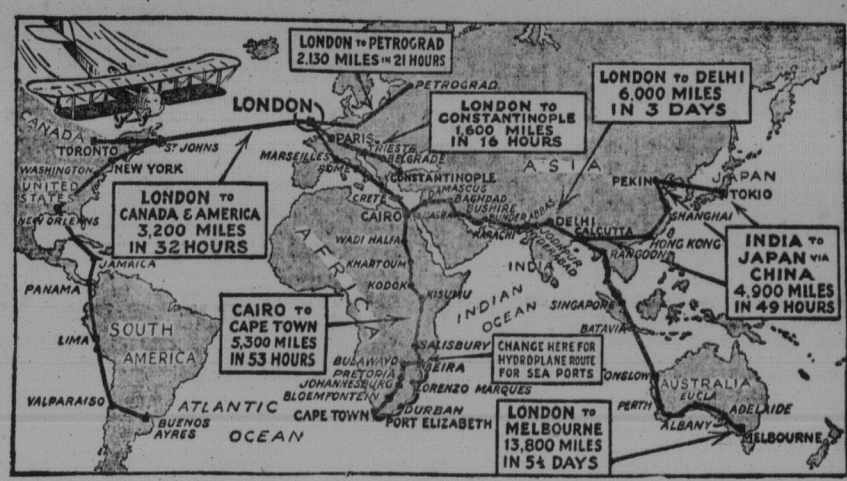 LONDON TO PETROGRAD
2,130 MILES IN 21 HOURS
PETROGRAD
LONDON TO DELHI
6,000 MILES
IN 3 DAYS
LONDON
LONDON TO
CONSTANTINOPLE
1,600 MILES
IN 16 HOURS
CANADA
TORONTO
ST JOHNS
WASHINGTON
NEW YORK
UNITED
STATES
NEW ORLEANS
LONDON TO
CANADA & AMERICA
3,200 MILES
IN 32 HOURS
PARIS
TRIESTE
BELGRADE
MARSEILLES
ROME
CONSTANTINOPLE
CRETE
DAMASCUS
BAGHDAD
BUSHIRE
BUNDER ABBAS
CAIRO
BASRA
KARACHI
DELHI
JODHPUR
HYDERABAD
CALCUTTA
INDIA
ASIA
PEKIN
JAPAN
TOKIO
SHANGHAI
HONG KONG
RANGOON
INDIA TO
JAPAN VIA
CHINA
4,900 MILES
IN 49 HOURS
AFRICA
WADI HALFA
KHARTOUM
KODOK
KISUMU
INDIAN
OCEAN
JAMAICA
PANAMA
LIMA
SOUTH
AMERICA
VALPARAISO
BUENOS
AYRES
ATLANTIC
OCEAN
CAIRO TO
CAPE TOWN
5,300 MILES
IN 53 HOURS
SALISBURY
BULAWAYO
BEIRA
PRETORIA
JOHANNESBURG
BLOEMFONTEIN
LORENZO MARQUES
CAPE TOWN
DURBAN
PORT ELIZABETH
CHANGE HERE FOR
HYDROPLANE ROUTE
FOR SEA PORTS
SINGAPORE
BATAVIA
ONSLOW
AUSTRALIA
EUCLA
PERTH
ADELAIDE
ALBANY
MELBOURNE
LONDON TO
MELBOURNE
13,800 MILES
IN 5½ DAYS